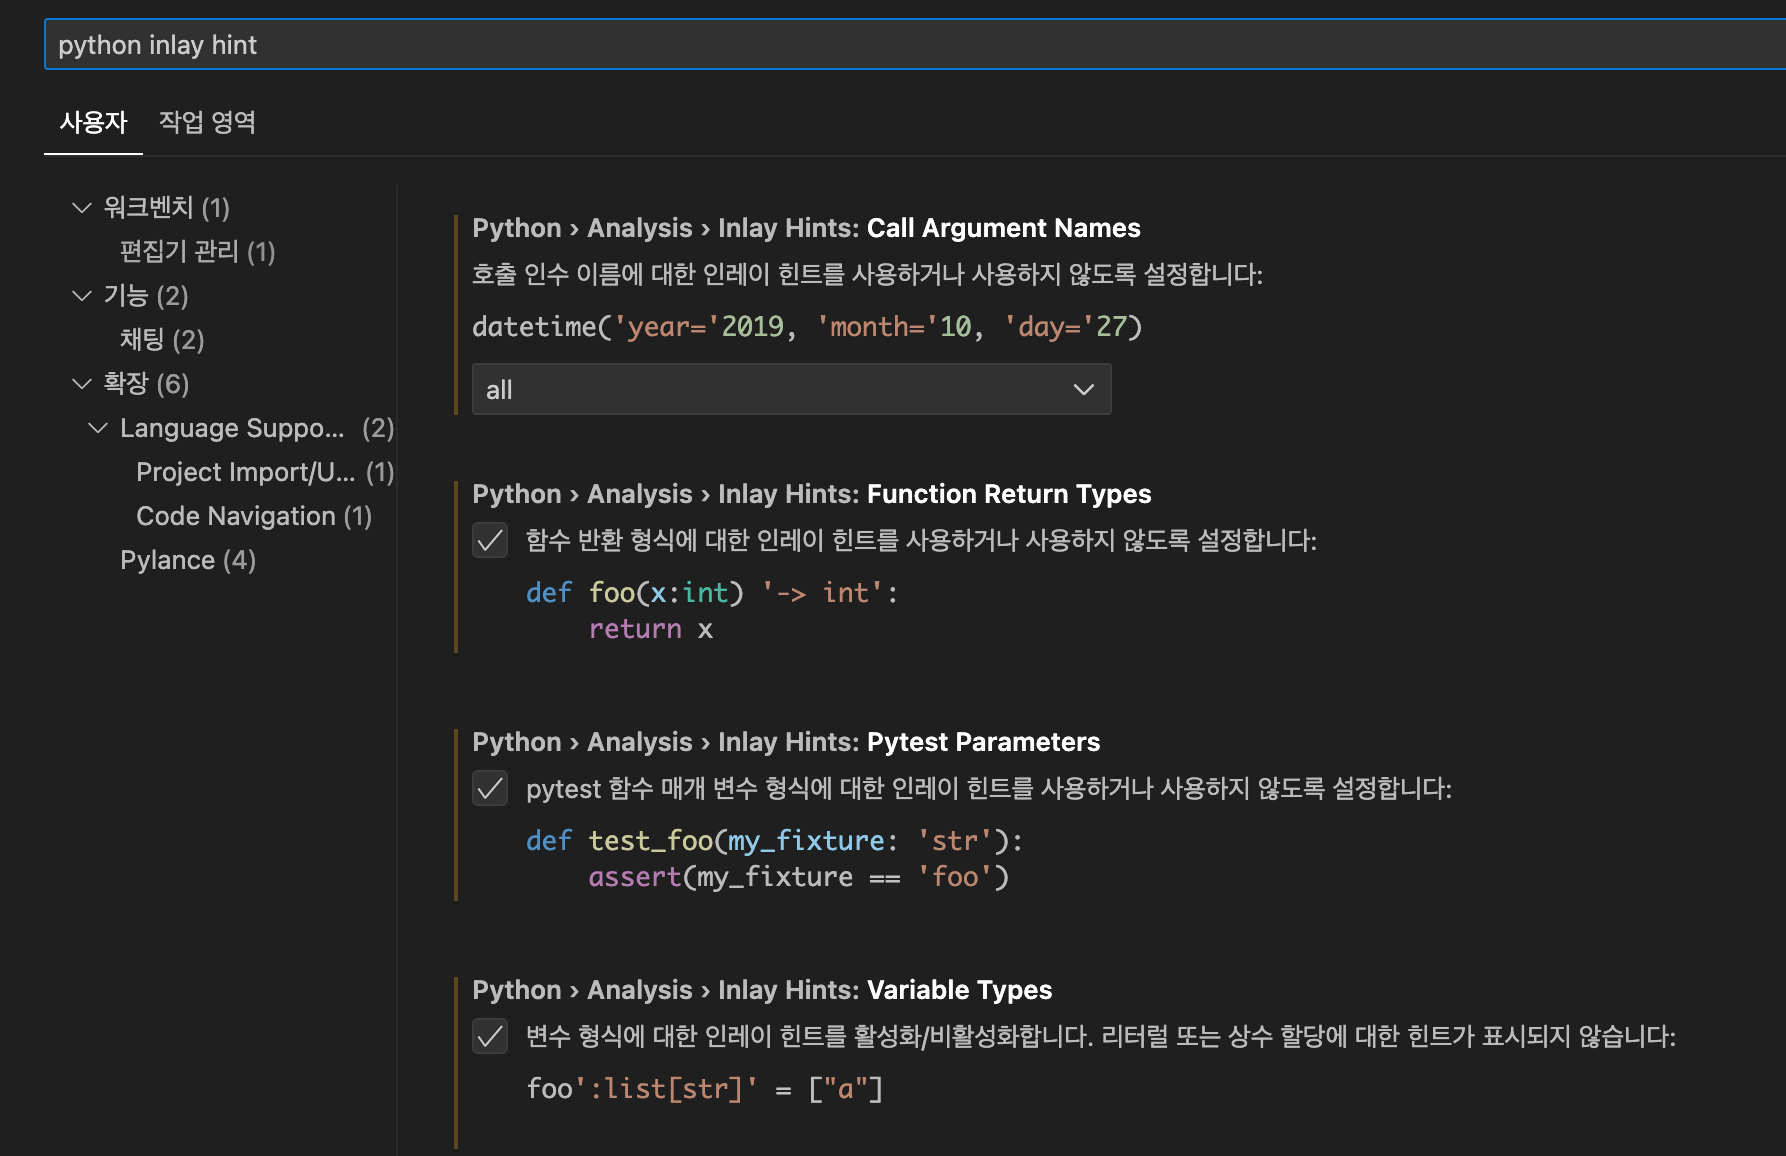 python inlay hint
사용자 작업 영역
워크벤치 (1)
편집기 관리 (1)
기능 (2)
채팅 (2)
확장 (6)
Language Suppo... (2)
Project Import/U... (1)
Code Navigation (1)
Pylance (4)
Python › Analysis › Inlay Hints: Call Argument Names
호출 인수 이름에 대한 인레이 힌트를 사용하거나 사용하지 않도록 설정합니다:
datetime('year='2019, 'month='10, 'day='27)
all
Python › Analysis › Inlay Hints: Function Return Types
함수 반환 형식에 대한 인레이 힌트를 사용하거나 사용하지 않도록 설정합니다:
def foo(x:int) '-> int':
    return x
Python › Analysis › Inlay Hints: Pytest Parameters
pytest 함수 매개 변수 형식에 대한 인레이 힌트를 사용하거나 사용하지 않도록 설정합니다:
def test_foo(my_fixture: 'str'):
    assert(my_fixture == 'foo')
Python › Analysis › Inlay Hints: Variable Types
변수 형식에 대한 인레이 힌트를 활성화/비활성화합니다. 리터럴 또는 상수 할당에 대한 힌트가 표시되지 않습니다:
foo':list[str]' = ["a"]